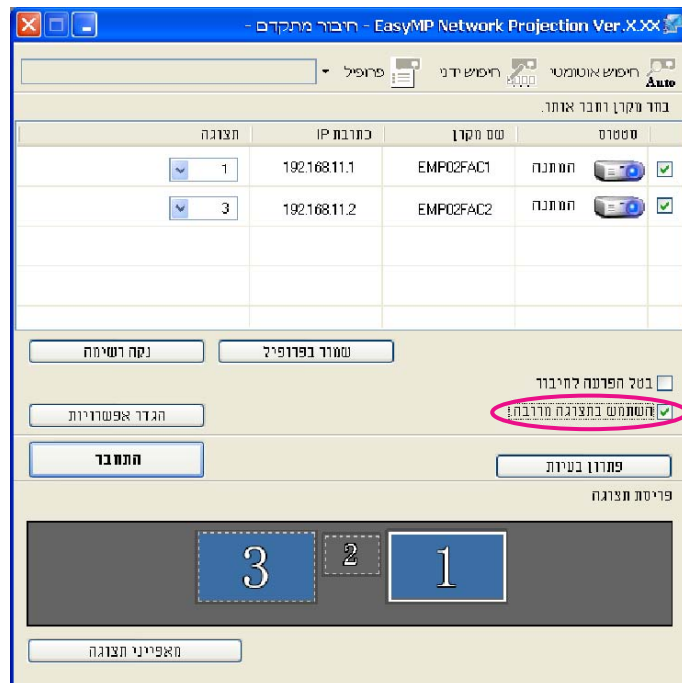 EasyMP Network Projection Ver.X.XX - חיבור מתקדם -
Auto חיפוש אוטומטי חיפוש ידני פרופיל
בחר מקרן וחבר אותו.
סטטוס שם מקרן כתובת IP תצוגה
המתנה EMP02FAC1 192.168.11.1 1
המתנה EMP02FAC2 192.168.11.2 3
שמור בפרופיל נקה רשימה
בטל הפרעה לחיבור
השתמש בתצוגה מרובה
הגדר אפשרויות
התחבר
פתרון בעיות
פריסת תצוגה
1 2 3
מאפייני תצוגה